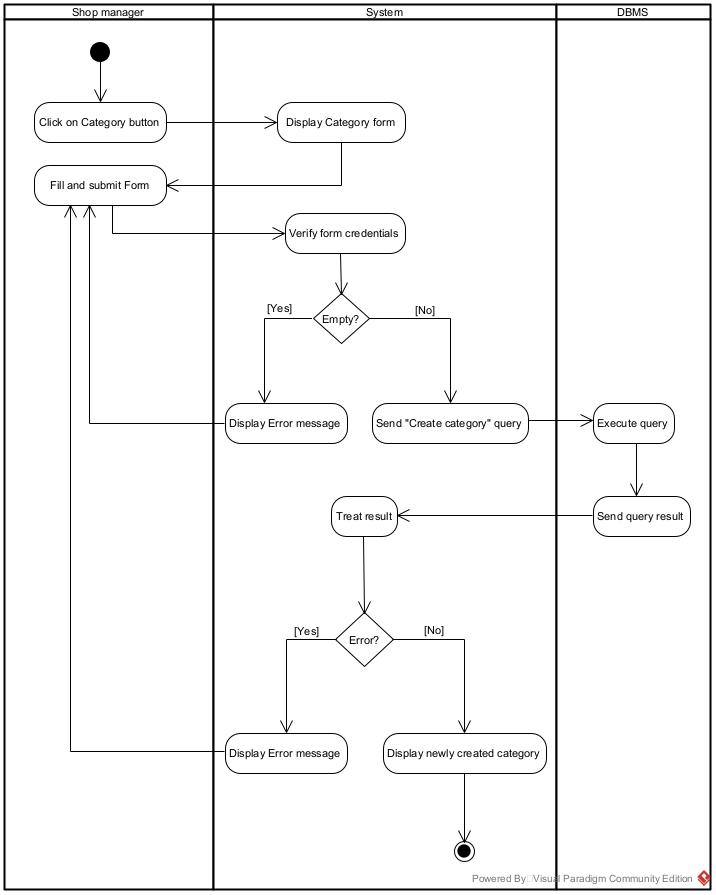 Shop manager
System
DBMS
Click on Category button
Display Category form
Fill and submit Form
Verify form credentials
[Yes]
Empty?
[No]
Display Error message
Send "Create category" query
Execute query
Treat result
Send query result
[Yes]
Error?
[No]
Display Error message
Display newly created category
Powered By Visual Paradigm Community Edition